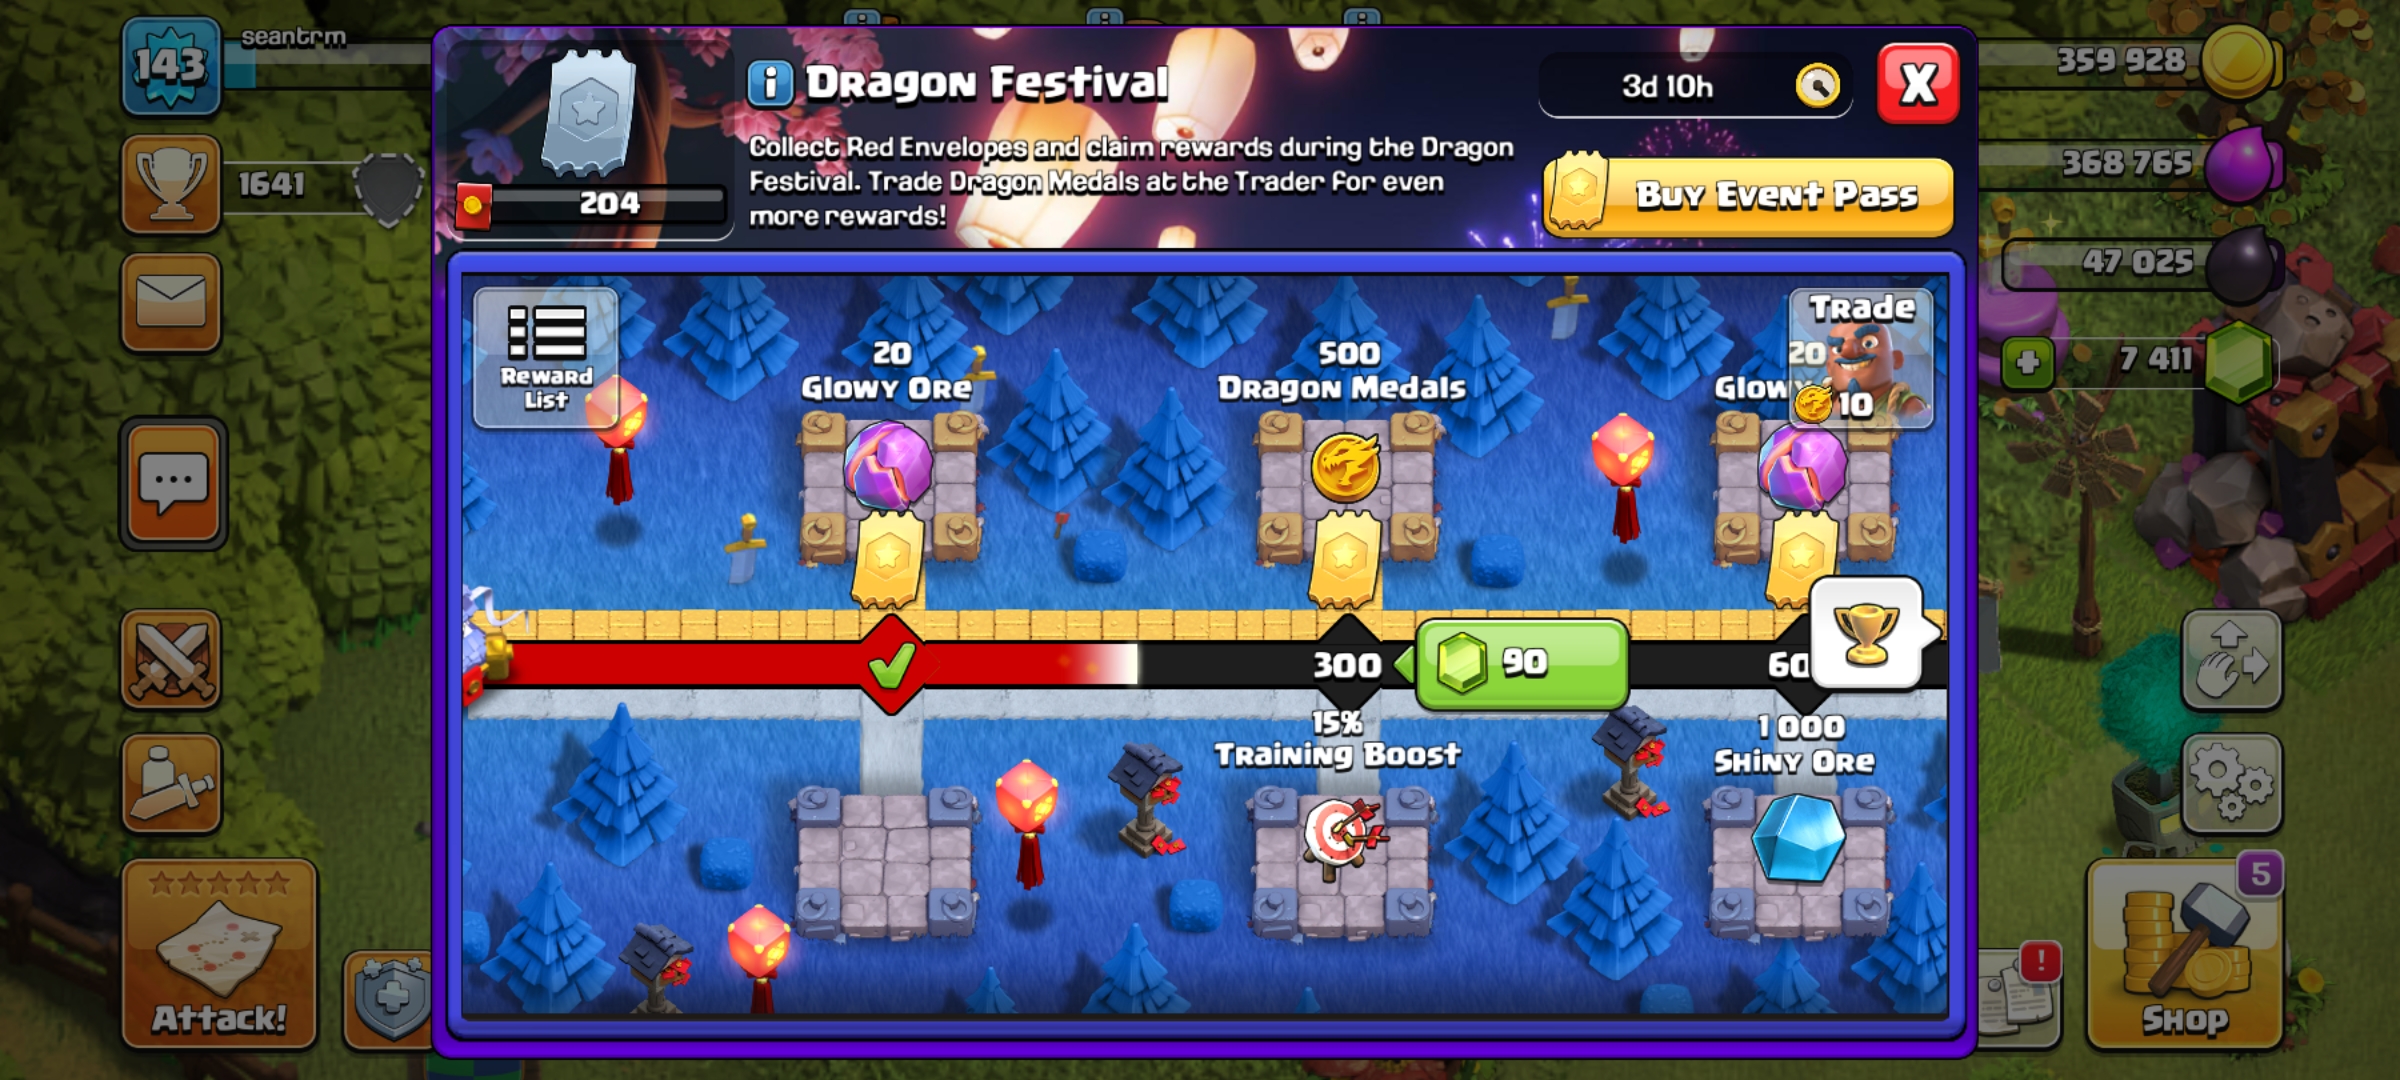 143
seantrm
1641
204
Dragon Festival
Collect Red Envelopes and claim rewards during the Dragon
Festival. Trade Dragon Medals at the Trader for even
more rewards!
3d 10h
X
Buy Event Pass
359 928
368 765
47 025
7 411
Reward
List
20
Glowy Ore
500
Dragon Medals
20
Glowy
Trade
10
300
90
15%
Training Boost
1 000
Shiny Ore
Attack!
!
5
Shop